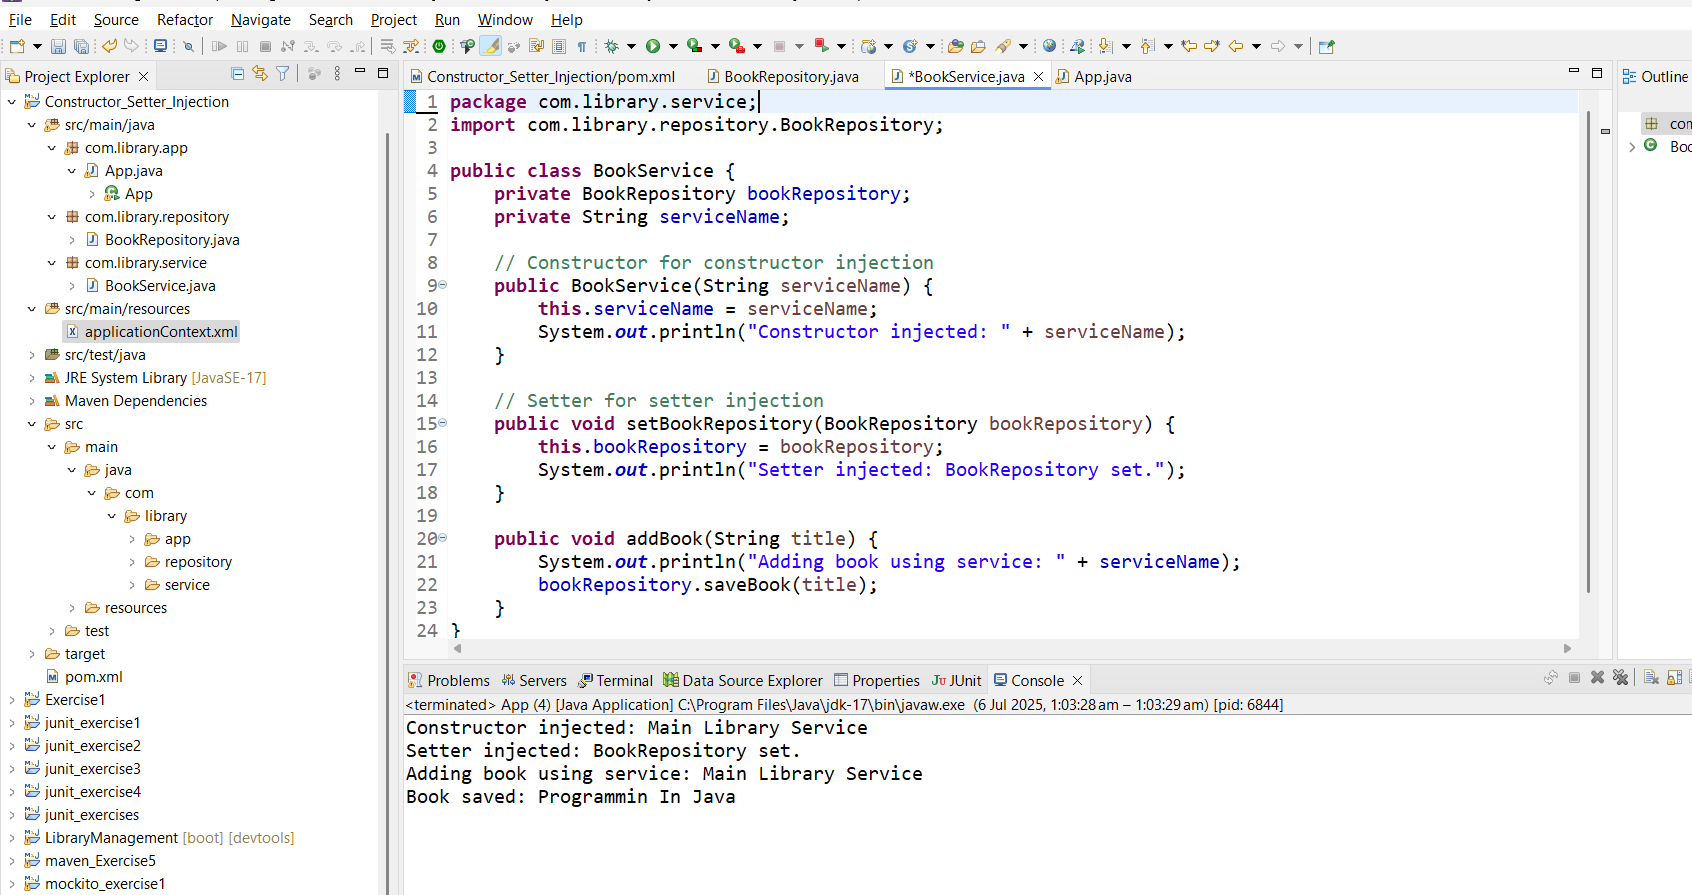 File Edit Source Refactor Navigate Search Project Run Window Help
Project Explorer
Constructor_Setter_Injection
src/main/java
com.library.app
App.java
App
com.library.repository
BookRepository.java
com.library.service
BookService.java
src/main/resources
applicationContext.xml
src/test/java
JRE System Library [JavaSE-17]
Maven Dependencies
src
main
java
com
library
app
repository
service
resources
test
target
pom.xml
Exercise1
junit_exercise1
junit_exercise2
junit_exercise3
junit_exercise4
junit_exercises
LibraryManagement [boot] [devtools]
maven_Exercise5
mockito_exercise1
Constructor_Setter_Injection/pom.xml BookRepository.java *BookService.java App.java
1 package com.library.service;
2 import com.library.repository.BookRepository;
3
4 public class BookService {
5 private BookRepository bookRepository;
6 private String serviceName;
7
8 // Constructor for constructor injection
9 public BookService(String serviceName) {
10 this.serviceName = serviceName;
11 System.out.println("Constructor injected: " + serviceName);
12 }
13
14 // Setter for setter injection
15 public void setBookRepository(BookRepository bookRepository) {
16 this.bookRepository = bookRepository;
17 System.out.println("Setter injected: BookRepository set.");
18 }
19
20 public void addBook(String title) {
21 System.out.println("Adding book using service: " + serviceName);
22 bookRepository.saveBook(title);
23 }
24 }
Outline
com
Boo
Problems Servers Terminal Data Source Explorer Properties JUnit Console
<terminated> App (4) [Java Application] C:\Program Files\Java\jdk-17\bin\javaw.exe (6 Jul 2025, 1:03:28 am – 1:03:29 am) [pid: 6844]
Constructor injected: Main Library Service
Setter injected: BookRepository set.
Adding book using service: Main Library Service
Book saved: Programmin In Java